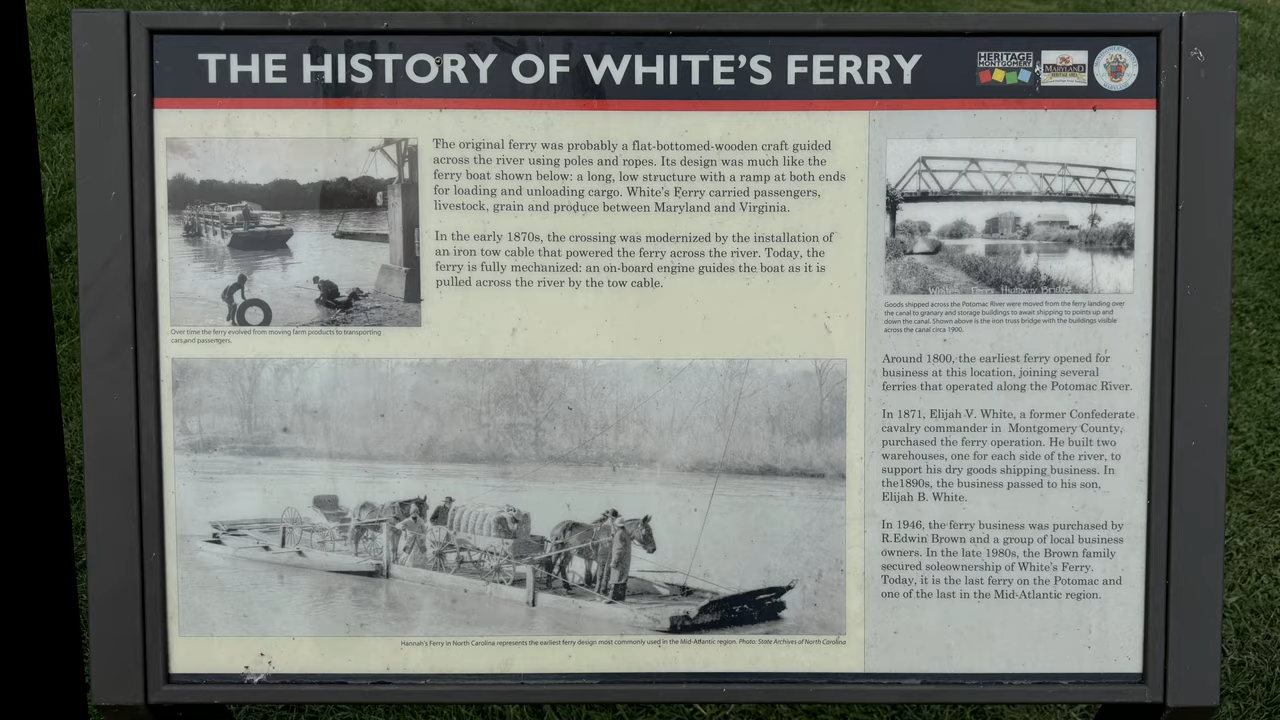 THE HISTORY OF WHITE'S FERRY
HERITAGE
MONTGOMERY
MARYLAND
HERITAGE AREA
The original ferry was probably a flat-bottomed-wooden craft guided
across the river using poles and ropes. Its design was much like the
ferry boat shown below: a long, low structure with a ramp at both ends
for loading and unloading cargo. White's Ferry carried passengers,
livestock, grain and produce between Maryland and Virginia.
In the early 1870s, the crossing was modernized by the installation of
an iron tow cable that powered the ferry across the river. Today, the
ferry is fully mechanized: an on-board engine guides the boat as it is
pulled across the river by the tow cable.
Over time the ferry evolved from moving farm products to transporting
cars and passengers.
Hannah's Ferry in North Carolina represents the earliest ferry design most commonly used in the Mid-Atlantic region. Photo: State Archives of North Carolina
Whites Ferry Highway Bridge
Goods shipped across the Potomac River were moved from the ferry landing over
the canal to granary and storage buildings to await shipping to points up and
down the canal. Shown above is the iron truss bridge with the buildings visible
across the canal circa 1900.
Around 1800, the earliest ferry opened for
business at this location, joining several
ferries that operated along the Potomac River.
In 1871, Elijah V. White, a former Confederate
cavalry commander in Montgomery County,
purchased the ferry operation. He built two
warehouses, one for each side of the river, to
support his dry goods shipping business. In
the1890s, the business passed to his son,
Elijah B. White.
In 1946, the ferry business was purchased by
R.Edwin Brown and a group of local business
owners. In the late 1980s, the Brown family
secured soleownership of White's Ferry.
Today, it is the last ferry on the Potomac and
one of the last in the Mid-Atlantic region.